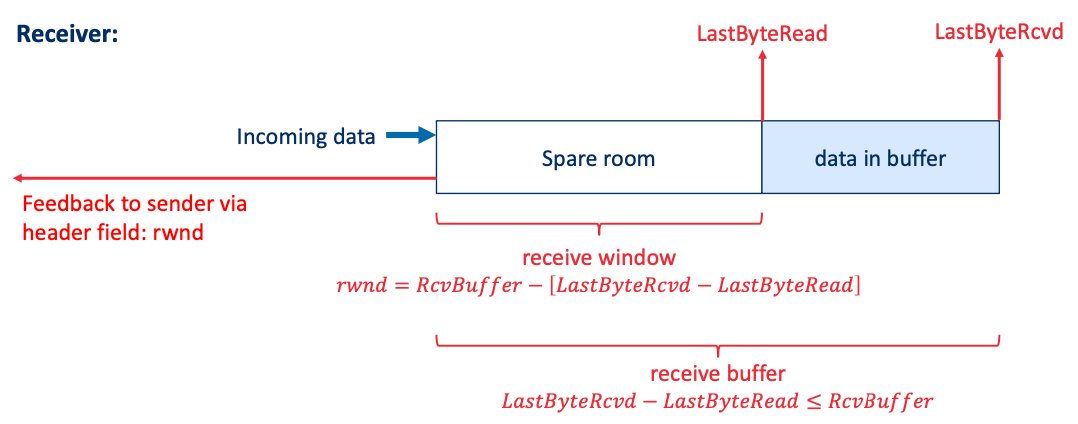 Receiver:
LastByteRead
LastByteRcvd
Incoming data
Spare room
data in buffer
Feedback to sender via
header field: rwnd
receive window
rwnd = RcvBuffer − [LastByteRcvd − LastByteRead]
receive buffer
LastByteRcvd − LastByteRead ≤ RcvBuffer